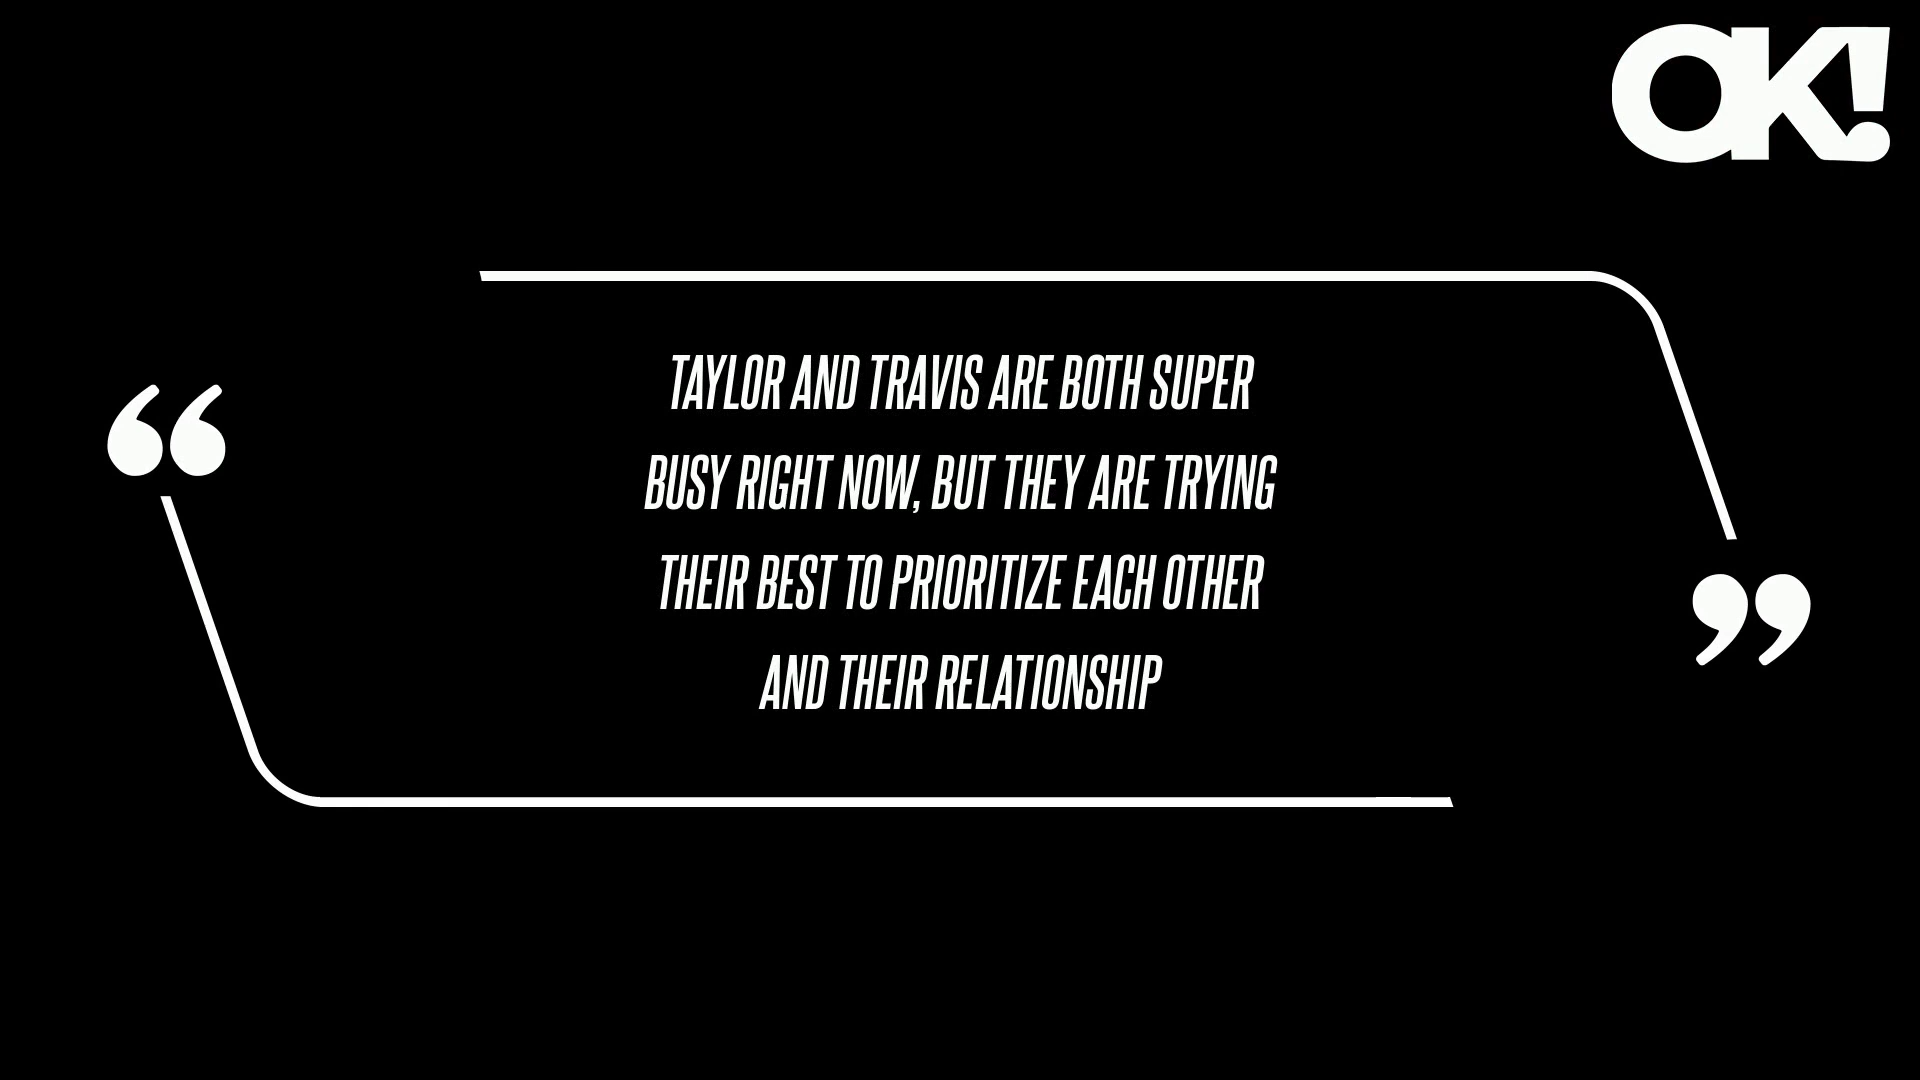 OK!
“
TAYLOR AND TRAVIS ARE BOTH SUPER
BUSY RIGHT NOW, BUT THEY ARE TRYING
THEIR BEST TO PRIORITIZE EACH OTHER
AND THEIR RELATIONSHIP
”